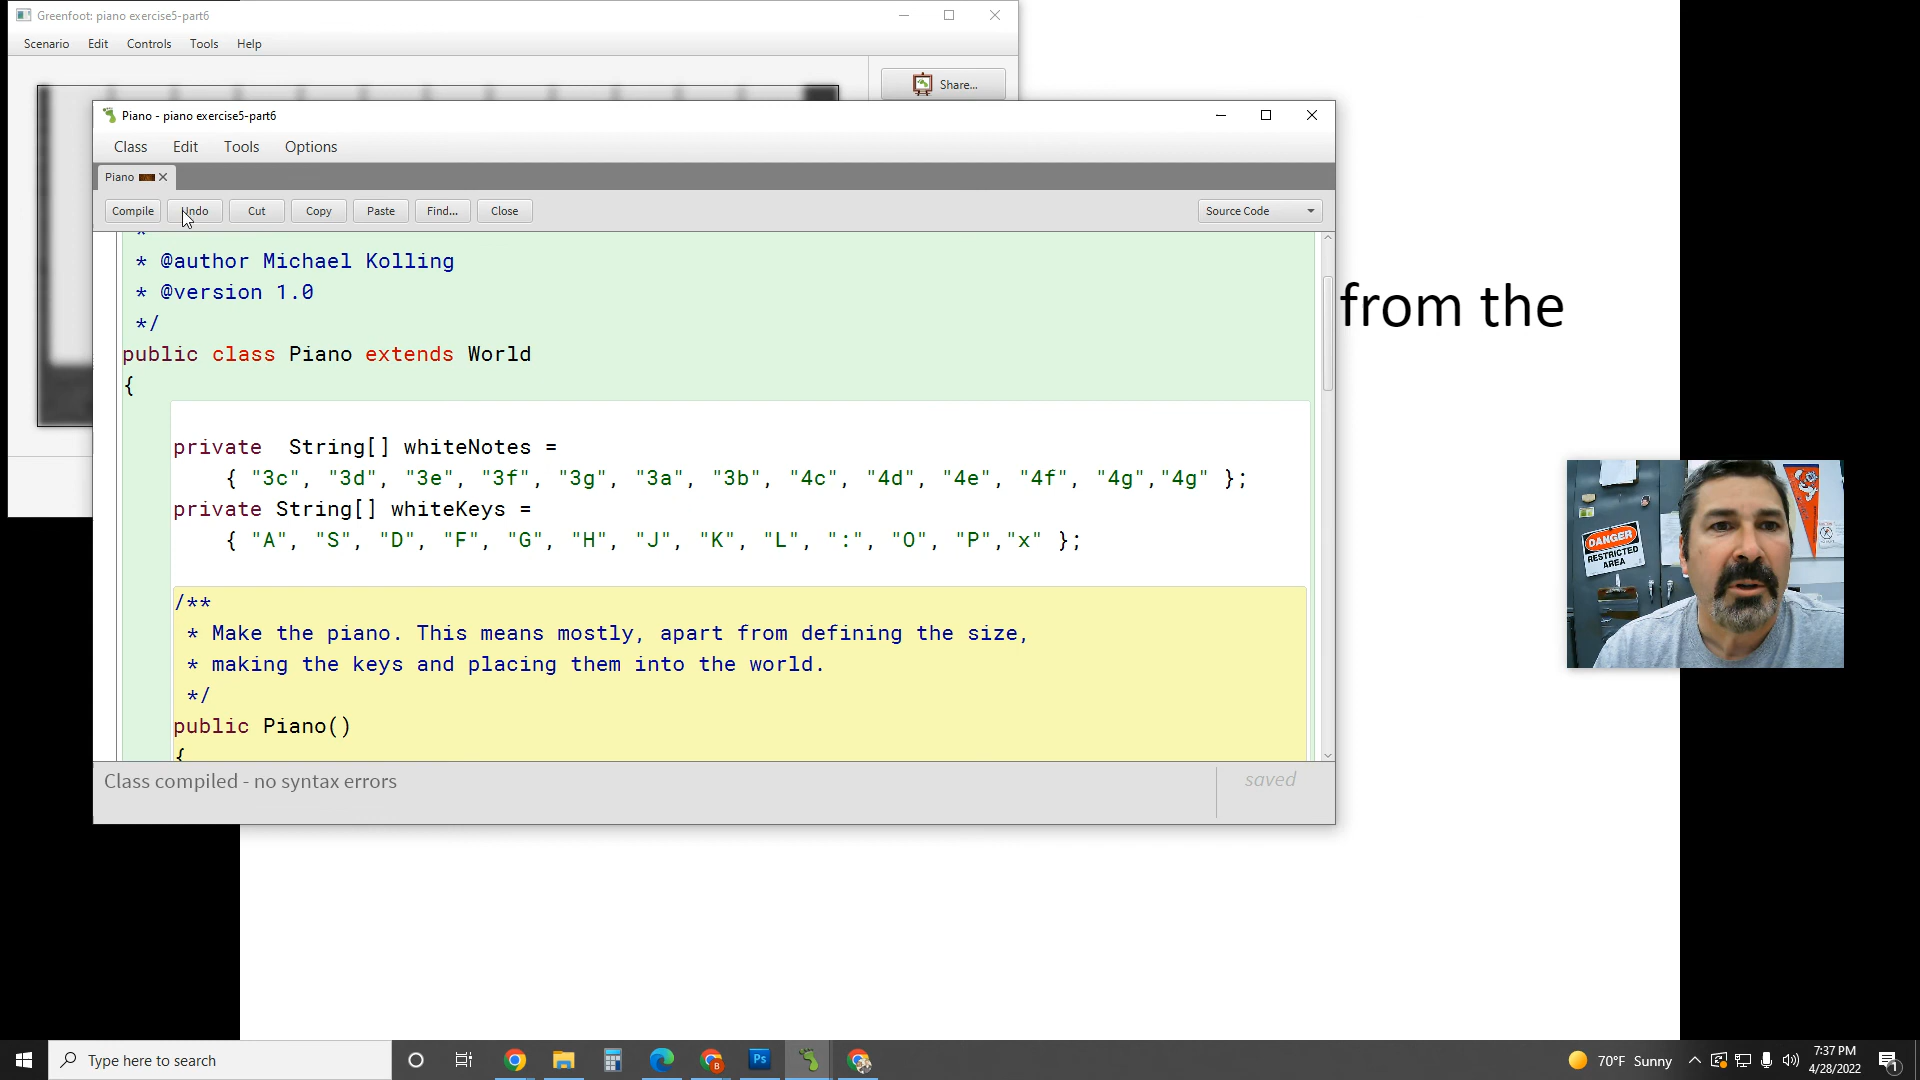 Greenfoot: piano exercise5-part6
Scenario Edit Controls Tools Help
Share...
Piano - piano exercise5-part6
Class Edit Tools Options
Piano
Compile Undo Cut Copy Paste Find... Close Source Code
*
* @author Michael Kolling
* @version 1.0
*/
public class Piano extends World
{
private String[] whiteNotes =
{ "3c", "3d", "3e", "3f", "3g", "3a", "3b", "4c", "4d", "4e", "4f", "4g","4g" };
private String[] whiteKeys =
{ "A", "S", "D", "F", "G", "H", "J", "K", "L", ":", "O", "P","x" };
/**
* Make the piano. This means mostly, apart from defining the size,
* making the keys and placing them into the world.
*/
public Piano()
{
Class compiled - no syntax errors
saved
from the
DANGER
RESTRICTED
AREA
Type here to search
Ps
70°F Sunny
7:37 PM
4/28/2022
1